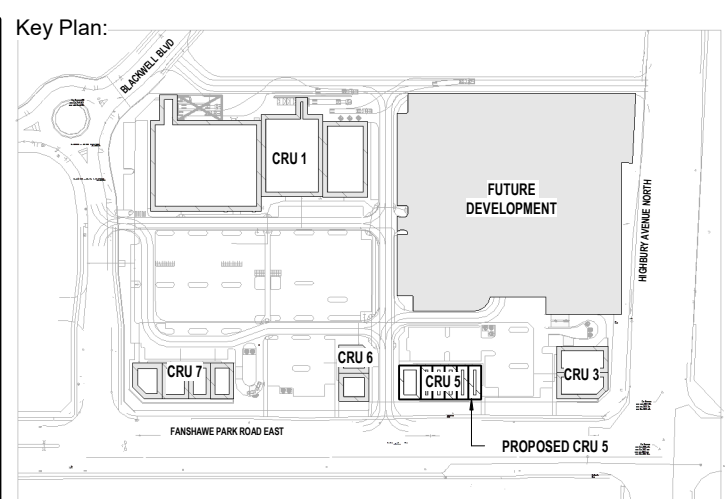 Key Plan:
BLACKWELL BLVD
CRU 1
FUTURE
DEVELOPMENT
HIGHBURY AVENUE NORTH
CRU 7
CRU 6
CRU 5
CRU 3
FANSHAWE PARK ROAD EAST
PROPOSED CRU 5